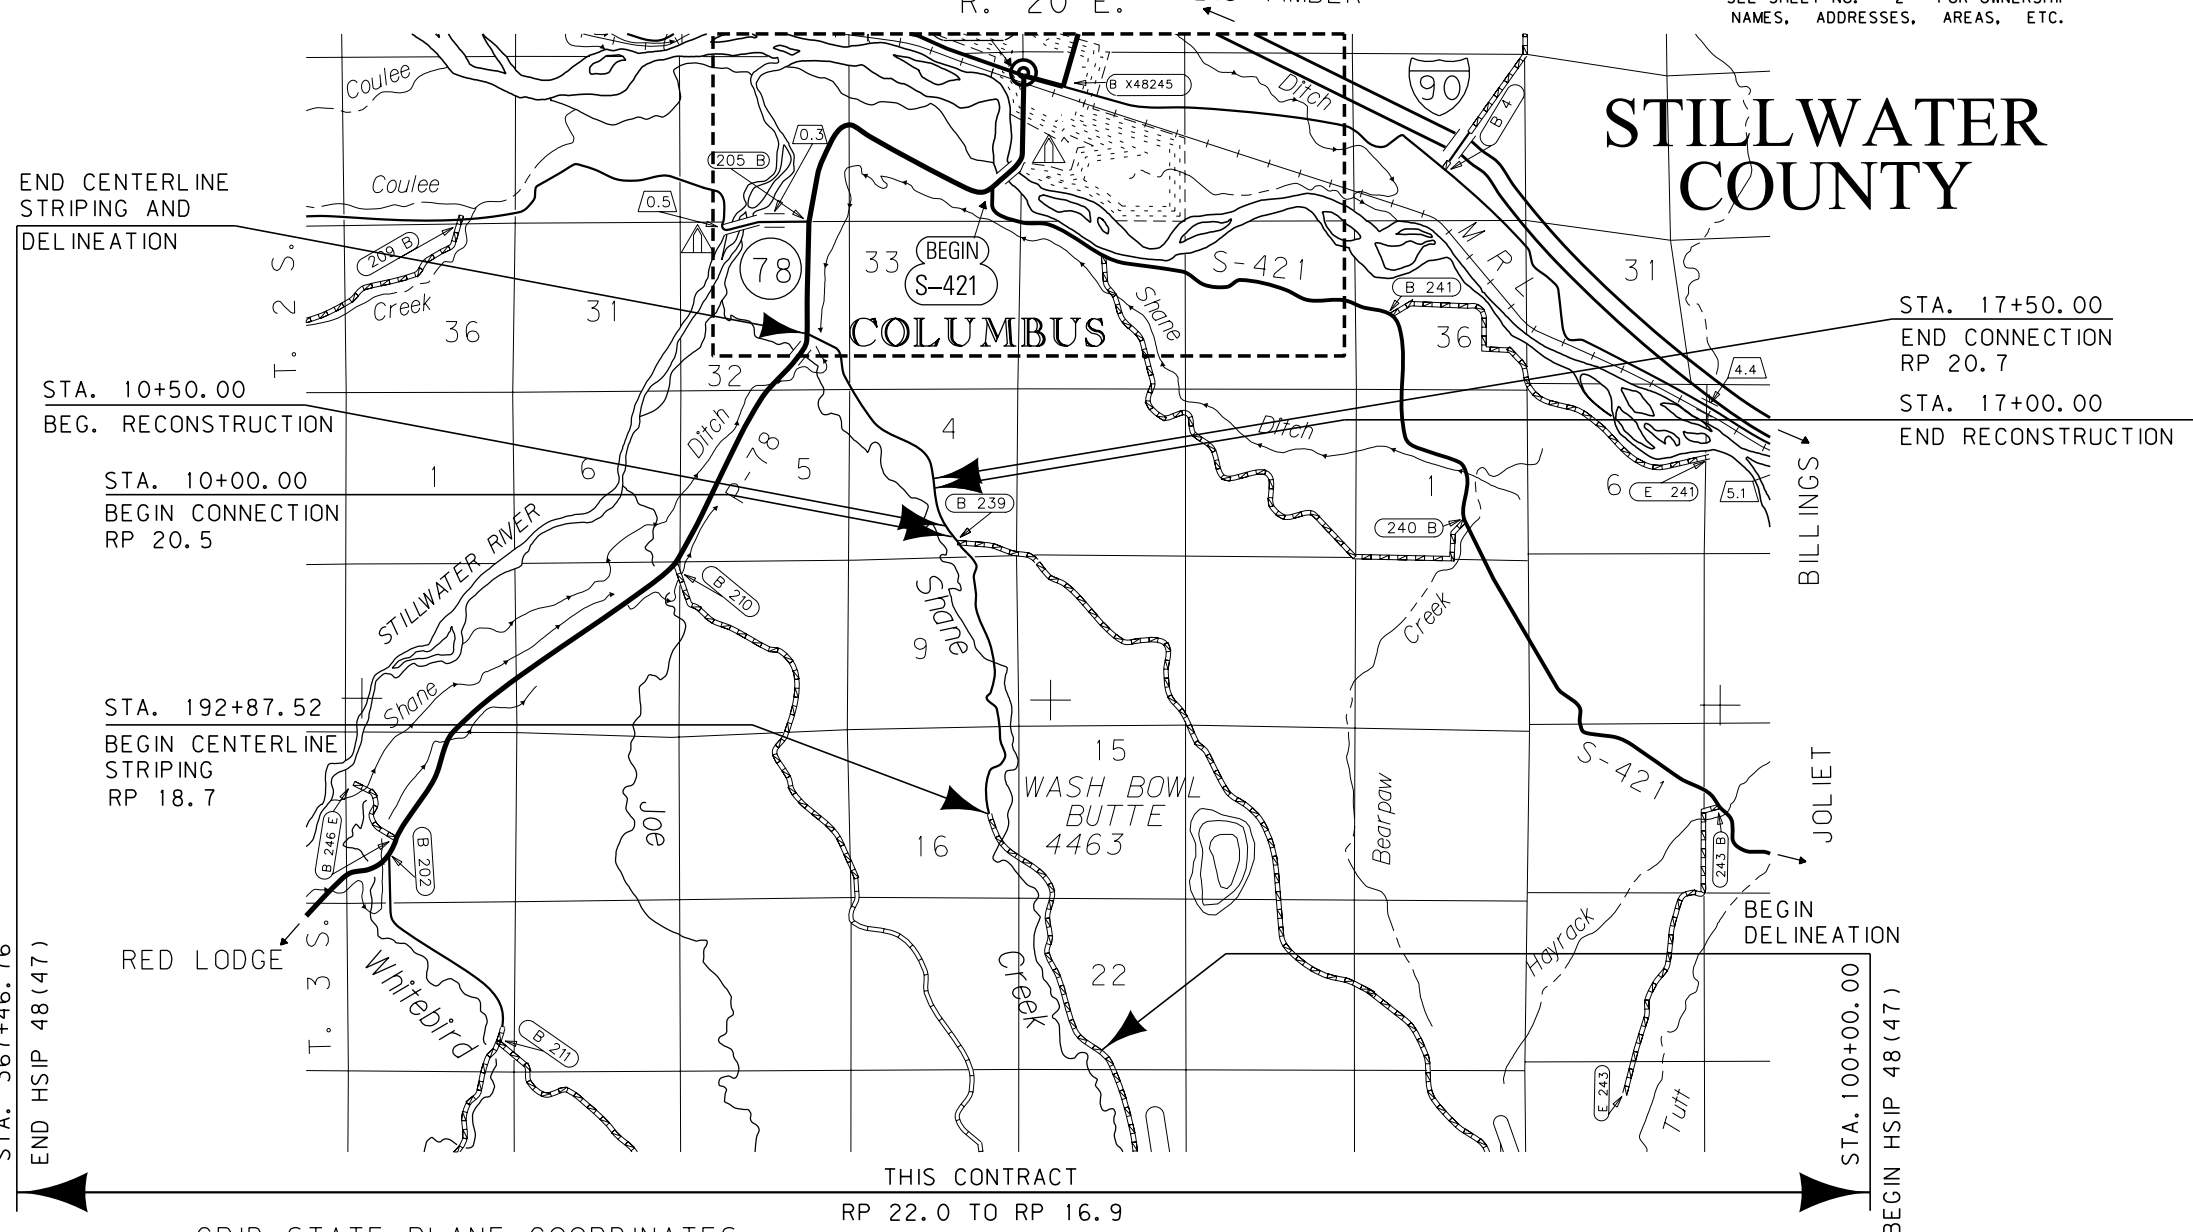 R. 20 E.
NAMES, ADDRESSES, AREAS, ETC.
STILLWATER
COUNTY
Coulee
Coulee
Ditch
90
B X48245
B 4
0.3
205 B
0.5
END CENTERLINE
STRIPING AND
DELINEATION
T. 2 S.
209 B
Creek
36
31
78
33
BEGIN
S-421
COLUMBUS
S-421
M R L
31
Shane
B 241
36
32
STA. 17+50.00
END CONNECTION
RP 20.7
STA. 17+00.00
END RECONSTRUCTION
4.4
STA. 10+50.00
BEG. RECONSTRUCTION
STA. 10+00.00
BEGIN CONNECTION
RP 20.5
1
6
Ditch
P-78
5
4
Ditch
B 239
1
240 B
6
E 241
5.1
BILLINGS
STILLWATER RIVER
B 210
Shane
9
Creek
Shane
STA. 192+87.52
BEGIN CENTERLINE
STRIPING
RP 18.7
Joe
15
WASH BOWL
BUTTE
4463
16
Bearpaw
S-421
JOLIET
B 246 E
B 202
243 B
RED LODGE
T. 3 S.
Whitebird
B 211
Creek
22
Hayrack
E 243
Tutt
BEGIN
DELINEATION
STA. 100+00.00
BEGIN HSIP 48(47)
END HSIP 48(47)
THIS CONTRACT
RP 22.0 TO RP 16.9